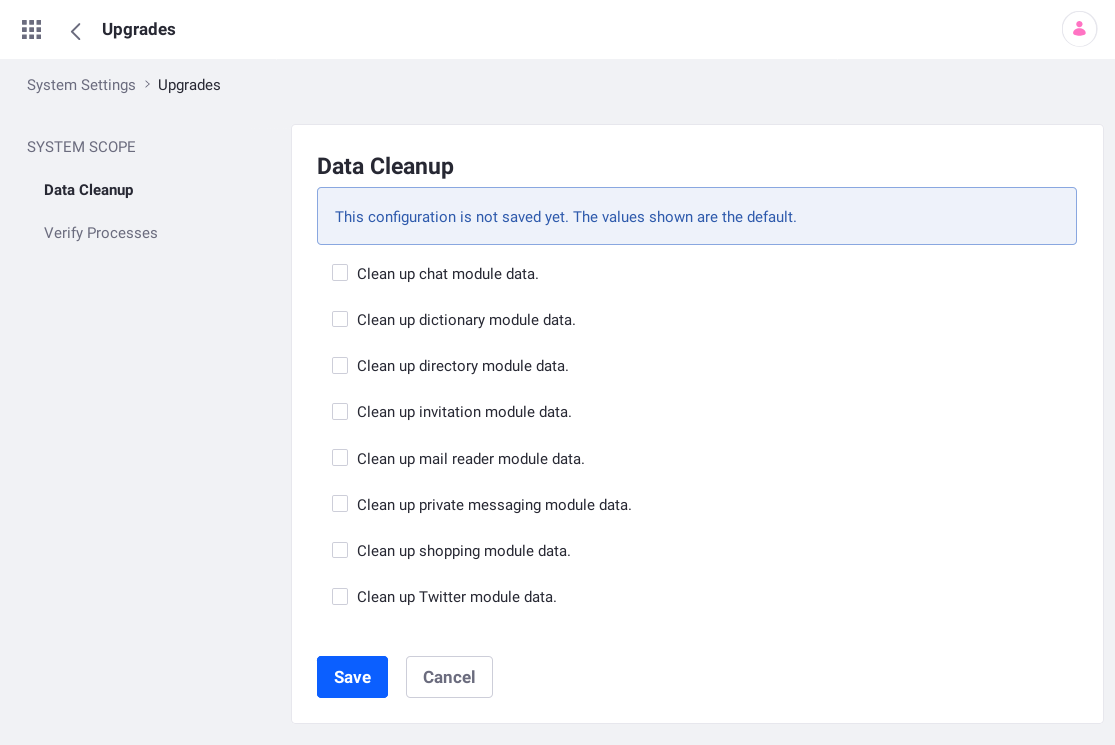 Upgrades
System Settings > Upgrades
SYSTEM SCOPE
Data Cleanup
Verify Processes
Data Cleanup
This configuration is not saved yet. The values shown are the default.
Clean up chat module data.
Clean up dictionary module data.
Clean up directory module data.
Clean up invitation module data.
Clean up mail reader module data.
Clean up private messaging module data.
Clean up shopping module data.
Clean up Twitter module data.
Save Cancel